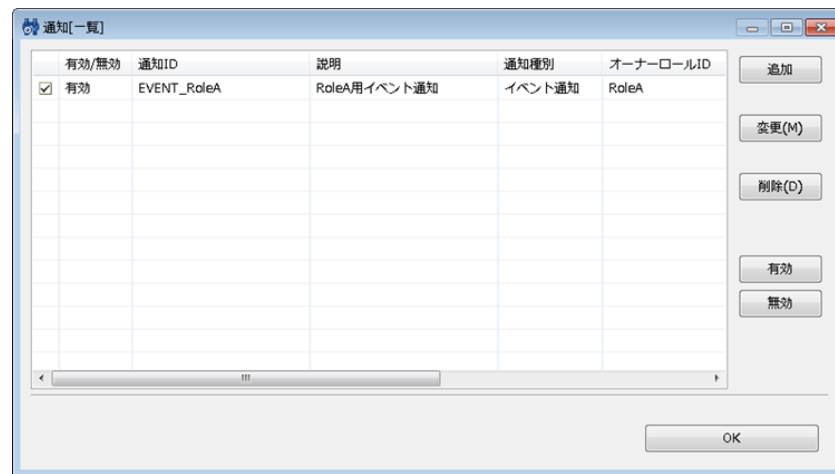 通知[一覧]
有効/無効 通知ID 説明 通知種別 オーナーロールID
有効 EVENT_RoleA RoleA用イベント通知 イベント通知 RoleA
追加
変更(M)
削除(D)
有効
無効
OK